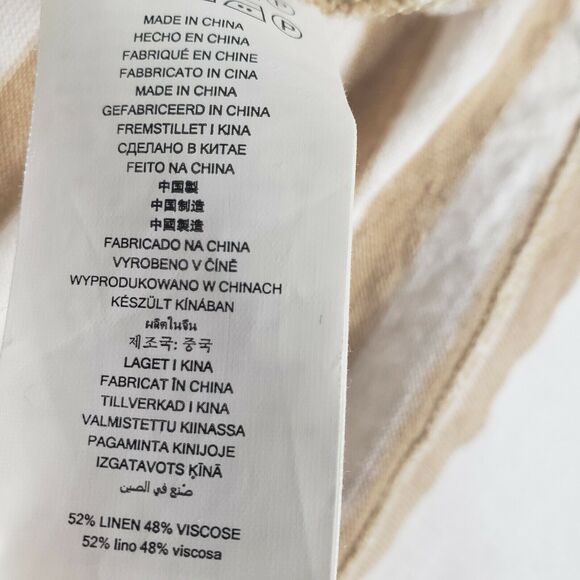 MADE IN CHINA
HECHO EN CHINA
FABRIQUÉ EN CHINE
FABBRICATO IN CINA
MADE IN CHINA
GEFABRICEERD IN CHINA
FREMSTILLET I KINA
СДЕЛАНО В КИТАЕ
FEITO NA CHINA
中国製
中国制造
中國製造
FABRICADO NA CHINA
VYROBENO V ČÍNĚ
WYPRODUKOWANO W CHINACH
KÉSZÜLT KÍNÁBAN
ผลิตในจีน
제조국: 중국
LAGET I KINA
FABRICAT ÎN CHINA
TILLVERKAD I KINA
VALMISTETTU KIINASSA
PAGAMINTA KINIJOJE
IZGATAVOTS ĶĪNĀ
صنع في الصين
52% LINEN 48% VISCOSE
52% lino 48% viscosa